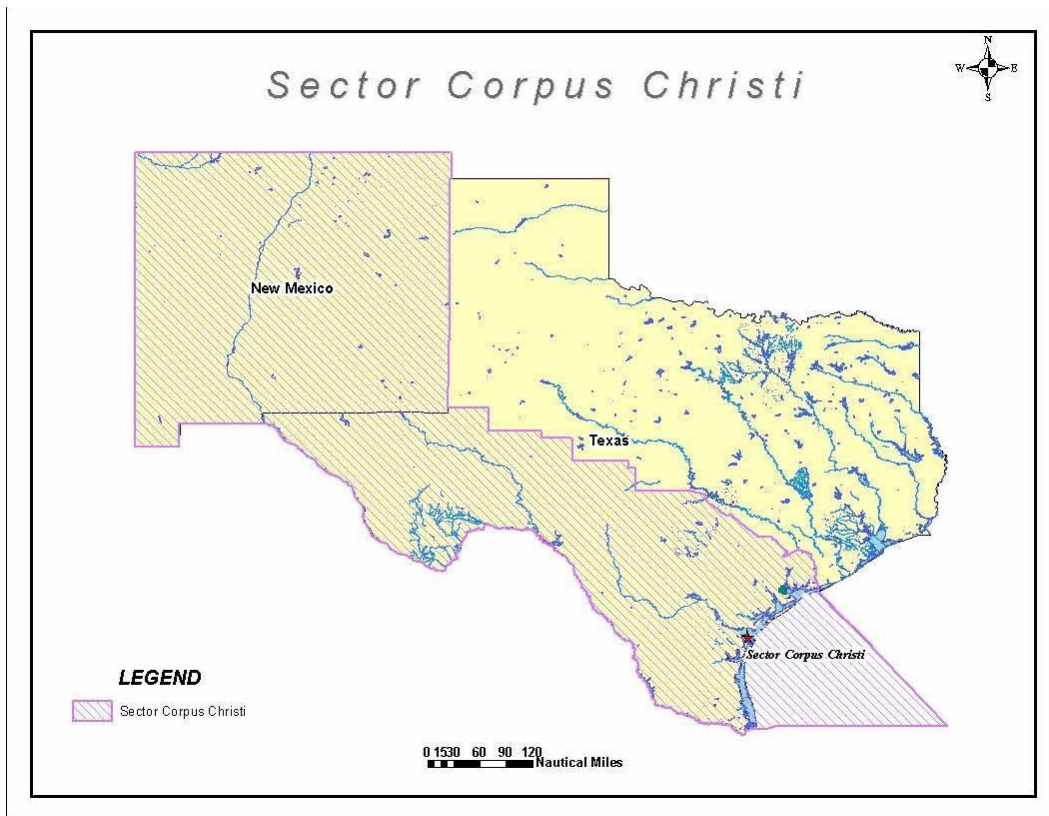 N
W E
S
Sector Corpus Christi
New Mexico
Texas
Sector Corpus Christi
LEGEND
Sector Corpus Christi
0 1530 60 90 120
Nautical Miles